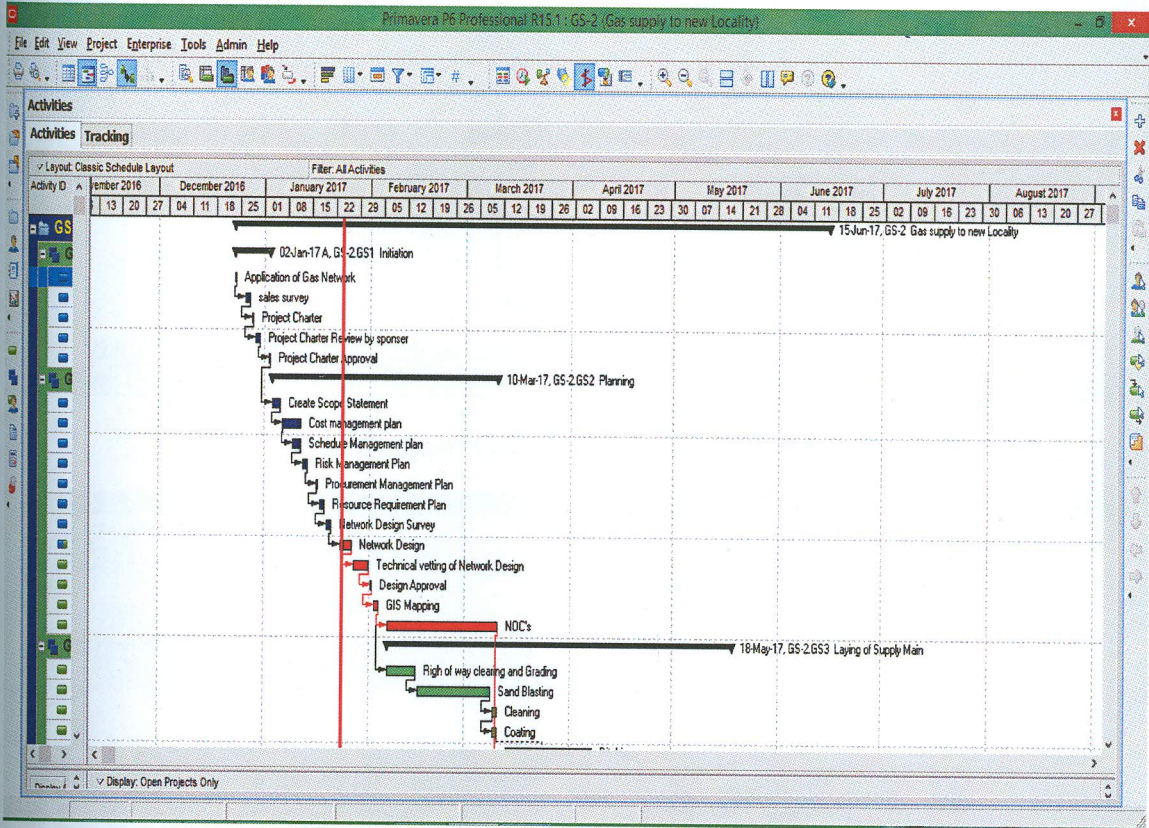 Primavera P6 Professional R15.1 : GS-2 (Gas supply to new Locality)
File Edit View Project Enterprise Tools Admin Help
Activities
Activities Tracking
Layout: Classic Schedule Layout Filter: All Activities
Activity ID vember 2016 December 2016 January 2017 February 2017 March 2017 April 2017 May 2017 June 2017 July 2017 August 2017
13 20 27 04 11 18 25 01 08 15 22 29 05 12 19 26 05 12 19 26 02 09 16 23 30 07 14 21 28 04 11 18 25 02 09 16 23 30 06 13 20 27
GS 15-Jun-17, GS-2 Gas supply to new Locality
G 02-Jan-17 A, GS-2.GS1 Initiation
Application of Gas Network
sales survey
Project Charter
Project Charter Review by sponser
Project Charter Approval
G 10-Mar-17, GS-2.GS2 Planning
Create Scope Statement
Cost management plan
Schedule Management plan
Risk Management Plan
Procurement Management Plan
Resource Requirement Plan
Network Design Survey
Network Design
Technical vetting of Network Design
Design Approval
GIS Mapping
NOC's
G 18-May-17, GS-2.GS3 Laying of Supply Main
Righ of way clearing and Grading
Sand Blasting
Cleaning
Coating
Display: Open Projects Only